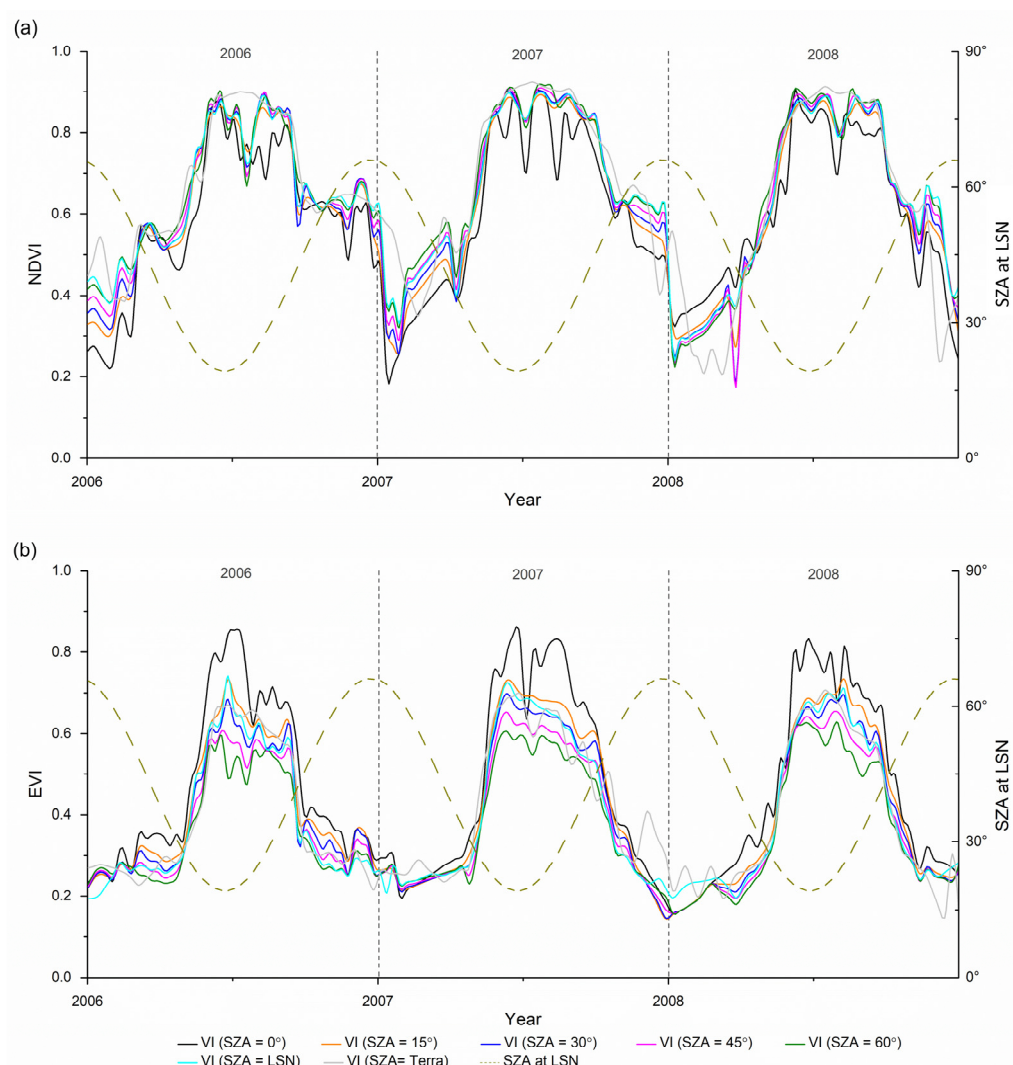 (a)
2006 2007 2008
1.0 90°
0.8
60°
0.6
NDVI SZA at LSN
0.4
30°
0.2
0.0 0°
2006 2007 2008
Year
(b)
2006 2007 2008
1.0 90°
0.8
60°
0.6
EVI SZA at LSN
0.4
30°
0.2
0.0 0°
2006 2007 2008
Year
VI (SZA = 0°) VI (SZA = 15°) VI (SZA = 30°) VI (SZA = 45°) VI (SZA = 60°)
VI (SZA = LSN) VI (SZA= Terra) SZA at LSN